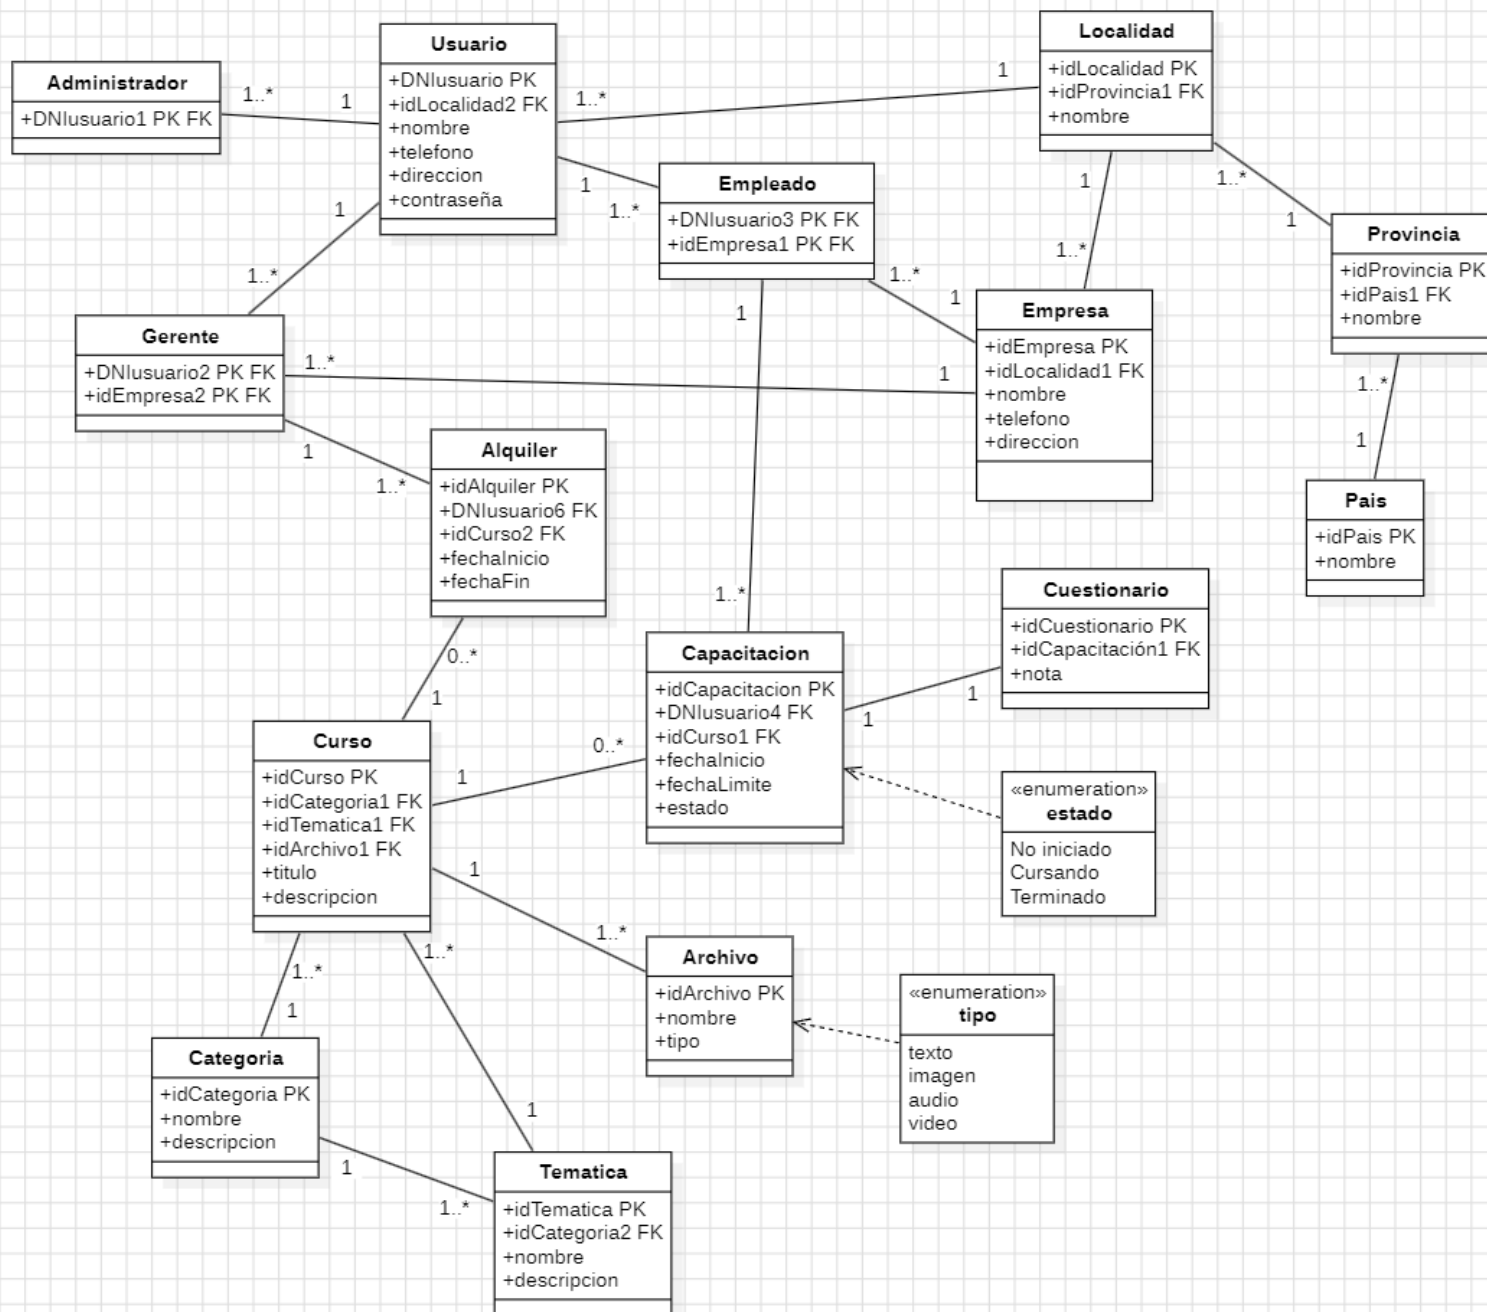 Usuario
+DNIusuario PK
+idLocalidad2 FK
+nombre
+telefono
+direccion
+contraseña
Localidad
+idLocalidad PK
+idProvincia1 FK
+nombre
Administrador
+DNIusuario1 PK FK
1..*
1
1..*
1
Empleado
+DNIusuario3 PK FK
+idEmpresa1 PK FK
1
1..*
1
1..*
1..*
1
Provincia
+idProvincia PK
+idPais1 FK
+nombre
1
1..*
1..*
1
Empresa
+idEmpresa PK
+idLocalidad1 FK
+nombre
+telefono
+direccion
Gerente
+DNIusuario2 PK FK
+idEmpresa2 PK FK
1..*
1
1
1..*
1
1..*
1..*
1
Pais
+idPais PK
+nombre
Alquiler
+idAlquiler PK
+DNIusuario6 FK
+idCurso2 FK
+fechaInicio
+fechaFin
Cuestionario
+idCuestionario PK
+idCapacitación1 FK
+nota
Capacitacion
+idCapacitacion PK
+DNIusuario4 FK
+idCurso1 FK
+fechaInicio
+fechaLimite
+estado
0..*
1
1
1
Curso
+idCurso PK
+idCategoria1 FK
+idTematica1 FK
+idArchivo1 FK
+titulo
+descripcion
1
0..*
«enumeration»
estado
No iniciado
Cursando
Terminado
1
1..*
Archivo
+idArchivo PK
+nombre
+tipo
«enumeration»
tipo
texto
imagen
audio
video
1..*
1
1..*
1
Categoria
+idCategoria PK
+nombre
+descripcion
1
1..*
Tematica
+idTematica PK
+idCategoria2 FK
+nombre
+descripcion